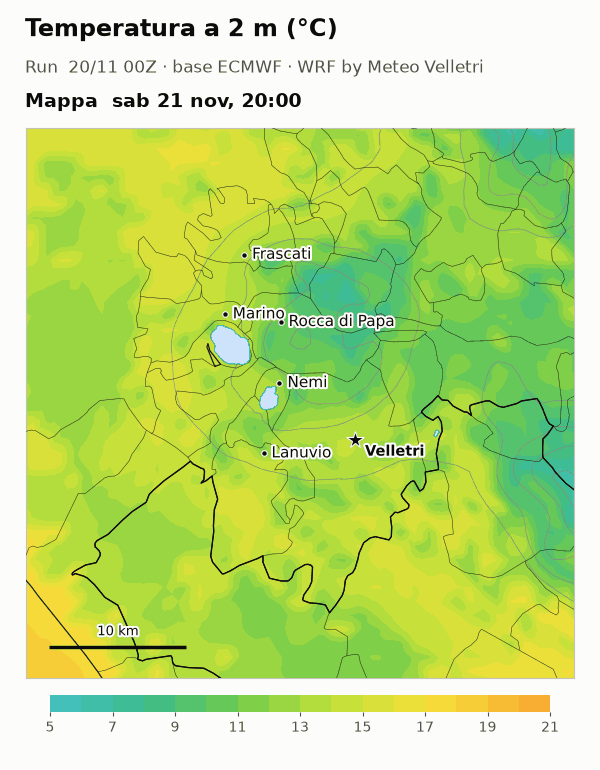 Temperatura a 2 m (°C)
Run  20/11 00Z · base ECMWF · WRF by Meteo Velletri
Mappa  sab 21 nov, 20:00
Frascati
Marino
Rocca di Papa
Nemi
Velletri
Lanuvio
10 km
5 7 9 11 13 15 17 19 21